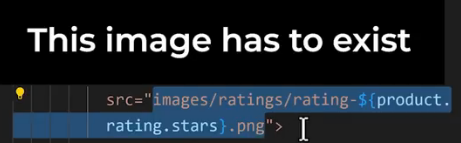 This image has to exist
src="images/ratings/rating-${product.
rating.stars}.png">